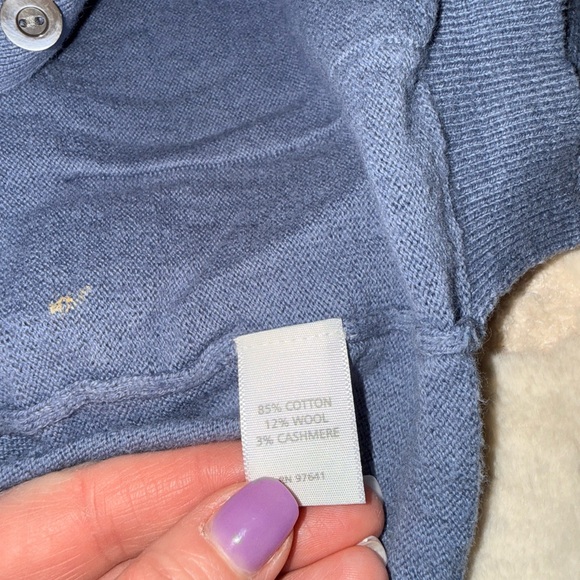 85% COTTON
12% WOOL
3% CASHMERE
RN 97641